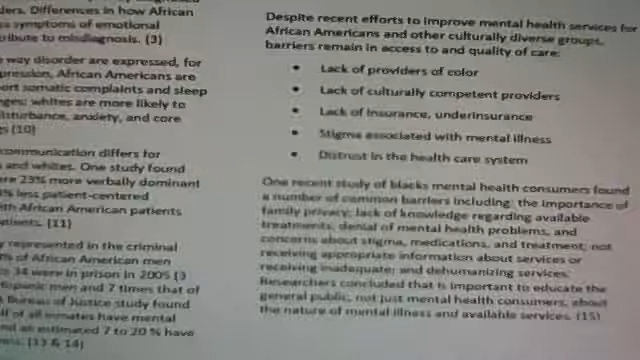 ders. Differences in how African
symptoms of emotional
tribute to misdiagnosis. (3)
way disorder are expressed, for
pression, African Americans are
ort somatic complaints and sleep
nges; whites are more likely to
disturbance, anxiety, and core
(10)
communication differs for
and whites. One study found
ere 23% more verbally dominant
% less patient-centered
ith African American patients
patients. (11)
y represented in the criminal
of African American men
34 were in prison in 2005 (3
Hispanic men and 7 times that of
Bureau of Justice study found
lf of all inmates have mental
nd an estimated 7 to 20 % have
(13 & 14)
Despite recent efforts to improve mental health services for
African Americans and other culturally diverse groups,
barriers remain in access to and quality of care:
• Lack of providers of color
• Lack of culturally competent providers
• Lack of insurance, underinsurance
• Stigma associated with mental illness
• Distrust in the health care system
One recent study of blacks mental health consumers found
a number of common barriers including: the importance of
family privacy; lack of knowledge regarding available
treatments; denial of mental health problems, and
concerns about stigma, medications, and treatment; not
receiving appropriate information about services or
receiving inadequate; and dehumanizing services.
Researchers concluded that is important to educate the
general public, not just mental health consumers, about
the nature of mental illness and available services. (15)